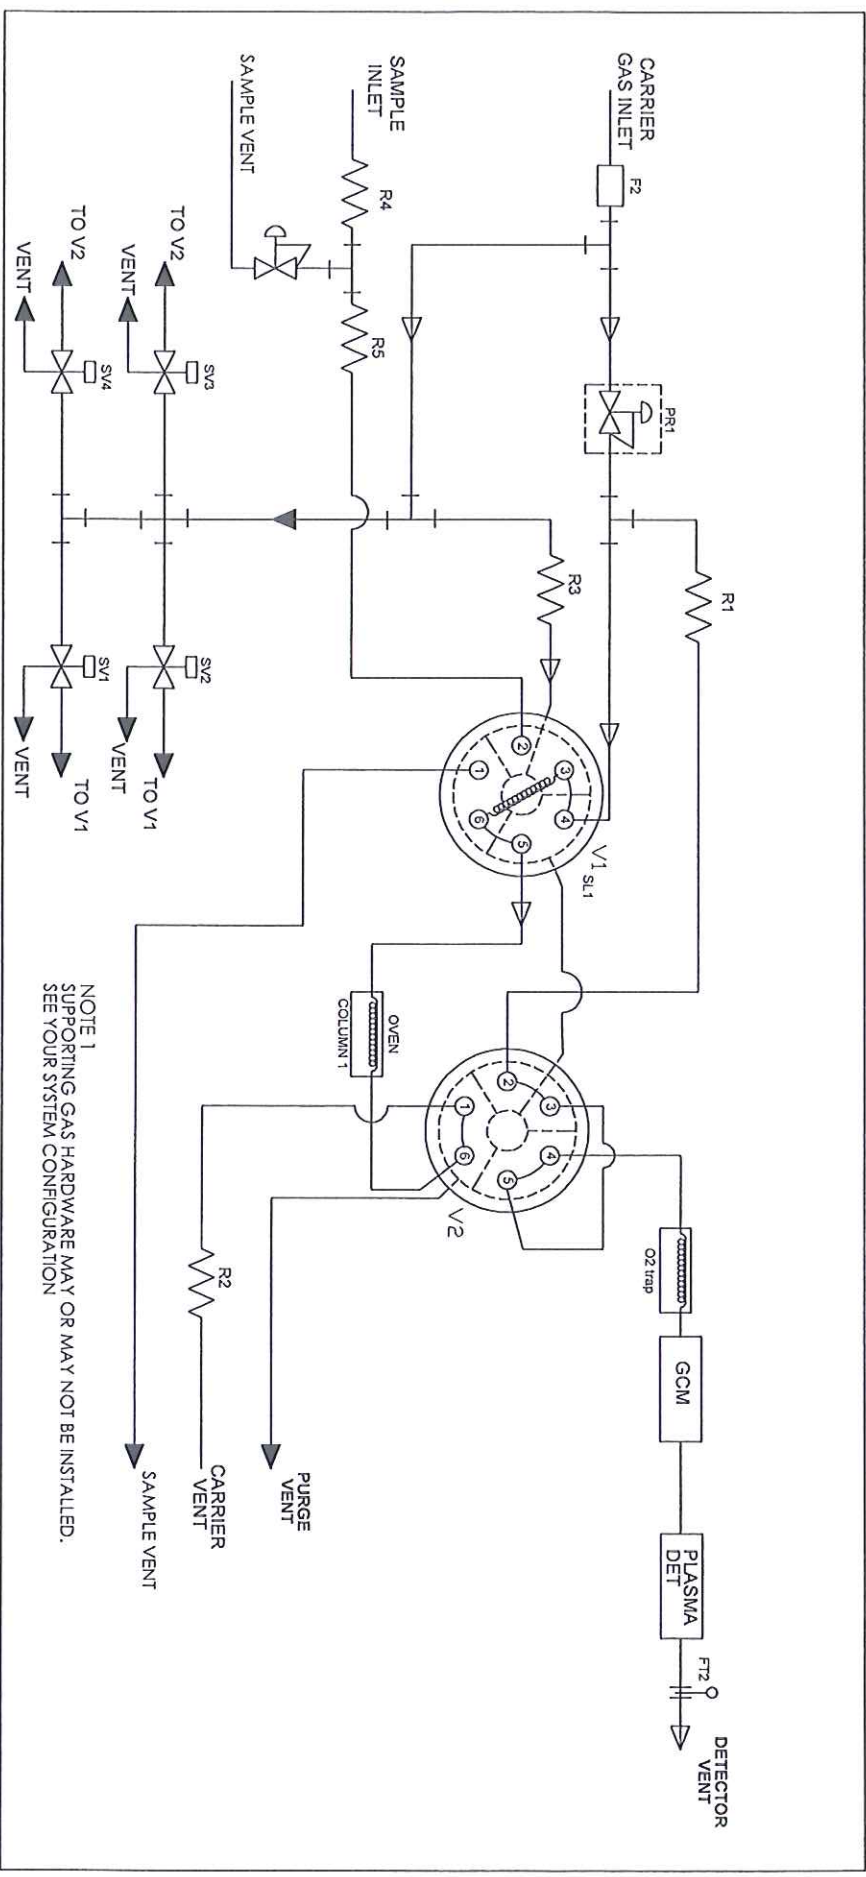 CARRIER
GAS INLET
F2
PR1
R1
SAMPLE
INLET
R4
R5
R3
SAMPLE VENT
V1
SL1
1
2
3
4
5
6
OVEN
COLUMN 1
V2
1
2
3
4
5
6
O2 trap
GCM
PLASMA
DET
FT2
DETECTOR
VENT
R2
PURGE
VENT
CARRIER
VENT
SAMPLE VENT
TO V2
VENT
SV3
SV2
VENT
TO V1
TO V2
VENT
SV4
SV1
VENT
TO V1
NOTE 1
SUPPORTING GAS HARDWARE MAY OR MAY NOT BE INSTALLED.
SEE YOUR SYSTEM CONFIGURATION